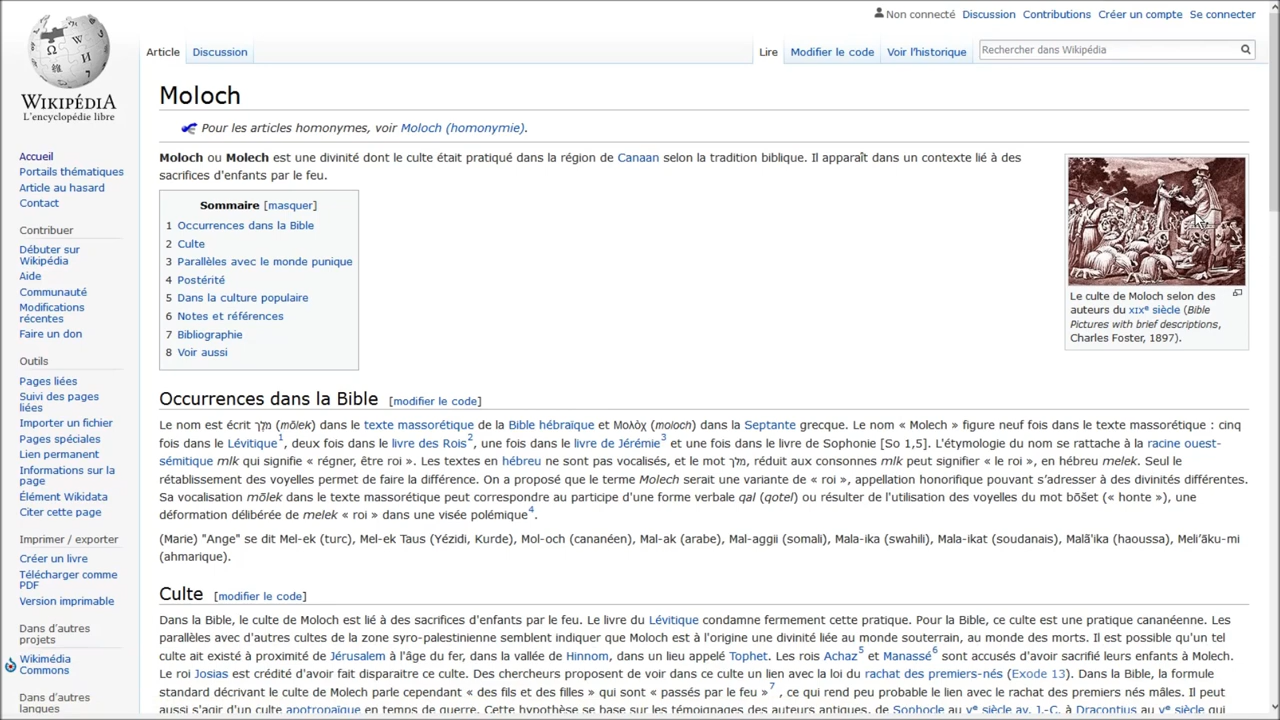 Non connecté Discussion Contributions Créer un compte Se connecter
Article Discussion Lire Modifier le code Voir l'historique Rechercher dans Wikipédia
WIKIPÉDIA
L'encyclopédie libre
Accueil
Portails thématiques
Article au hasard
Contact
Contribuer
Débuter sur
Wikipédia
Aide
Communauté
Modifications
récentes
Faire un don
Outils
Pages liées
Suivi des pages
liées
Importer un fichier
Pages spéciales
Lien permanent
Informations sur la
page
Élément Wikidata
Citer cette page
Imprimer / exporter
Créer un livre
Télécharger comme
PDF
Version imprimable
Dans d'autres
projets
Wikimédia
Commons
Dans d'autres
langues
Moloch
Pour les articles homonymes, voir Moloch (homonymie).
Moloch ou Molech est une divinité dont le culte était pratiqué dans la région de Canaan selon la tradition biblique. Il apparaît dans un contexte lié à des
sacrifices d'enfants par le feu.
Sommaire [masquer]
1 Occurrences dans la Bible
2 Culte
3 Parallèles avec le monde punique
4 Postérité
5 Dans la culture populaire
6 Notes et références
7 Bibliographie
8 Voir aussi
Le culte de Moloch selon des
auteurs du XIXe siècle (Bible
Pictures with brief descriptions,
Charles Foster, 1897).
Occurrences dans la Bible [modifier le code]
Le nom est écrit מֹלֶךְ (mōlek) dans le texte massorétique de la Bible hébraïque et Μολὸχ (moloch) dans la Septante grecque. Le nom « Molech » figure neuf fois dans le texte massorétique : cinq
fois dans le Lévitique1, deux fois dans le livre des Rois2, une fois dans le livre de Jérémie3 et une fois dans le livre de Sophonie [So 1,5]. L'étymologie du nom se rattache à la racine ouest-
sémitique mlk qui signifie « régner, être roi ». Les textes en hébreu ne sont pas vocalisés, et le mot מלך, réduit aux consonnes mlk peut signifier « le roi », en hébreu melek. Seul le
rétablissement des voyelles permet de faire la différence. On a proposé que le terme Molech serait une variante de « roi », appellation honorifique pouvant s'adresser à des divinités différentes.
Sa vocalisation mōlek dans le texte massorétique peut correspondre au participe d'une forme verbale qal (qotel) ou résulter de l'utilisation des voyelles du mot bōšet (« honte »), une
déformation délibérée de melek « roi » dans une visée polémique4.
(Marie) "Ange" se dit Mel-ek (turc), Mel-ek Taus (Yézidi, Kurde), Mol-och (cananéen), Mal-ak (arabe), Mal-aggii (somali), Mala-ika (swahili), Mala-ikat (soudanais), Malã'ika (haoussa), Meli'āku-mi
(ahmarique).
Culte [modifier le code]
Dans la Bible, le culte de Moloch est lié à des sacrifices d'enfants par le feu. Le livre du Lévitique condamne fermement cette pratique. Pour la Bible, ce culte est une pratique cananéenne. Les
parallèles avec d'autres cultes de la zone syro-palestinienne semblent indiquer que Moloch est à l'origine une divinité liée au monde souterrain, au monde des morts. Il est possible qu'un tel
culte ait existé à proximité de Jérusalem à l'âge du fer, dans la vallée de Hinnom, dans un lieu appelé Tophet. Les rois Achaz5 et Manassé6 sont accusés d'avoir sacrifié leurs enfants à Moloch.
Le roi Josias est crédité d'avoir fait disparaitre ce culte. Des chercheurs proposent de voir dans ce culte un lien avec la loi du rachat des premiers-nés (Exode 13). Dans la Bible, la formule
standard décrivant le culte de Moloch parle cependant « des fils et des filles » qui sont « passés par le feu »7 , ce qui rend peu probable le lien avec le rachat des premiers nés mâles. Il peut
aussi s'agir d'un culte apotropaïque en temps de guerre. Cette hypothèse se base sur les témoignages des auteurs antiques, de Sophocle au Ve siècle av. J.-C. à Dracontius au Ve siècle qui